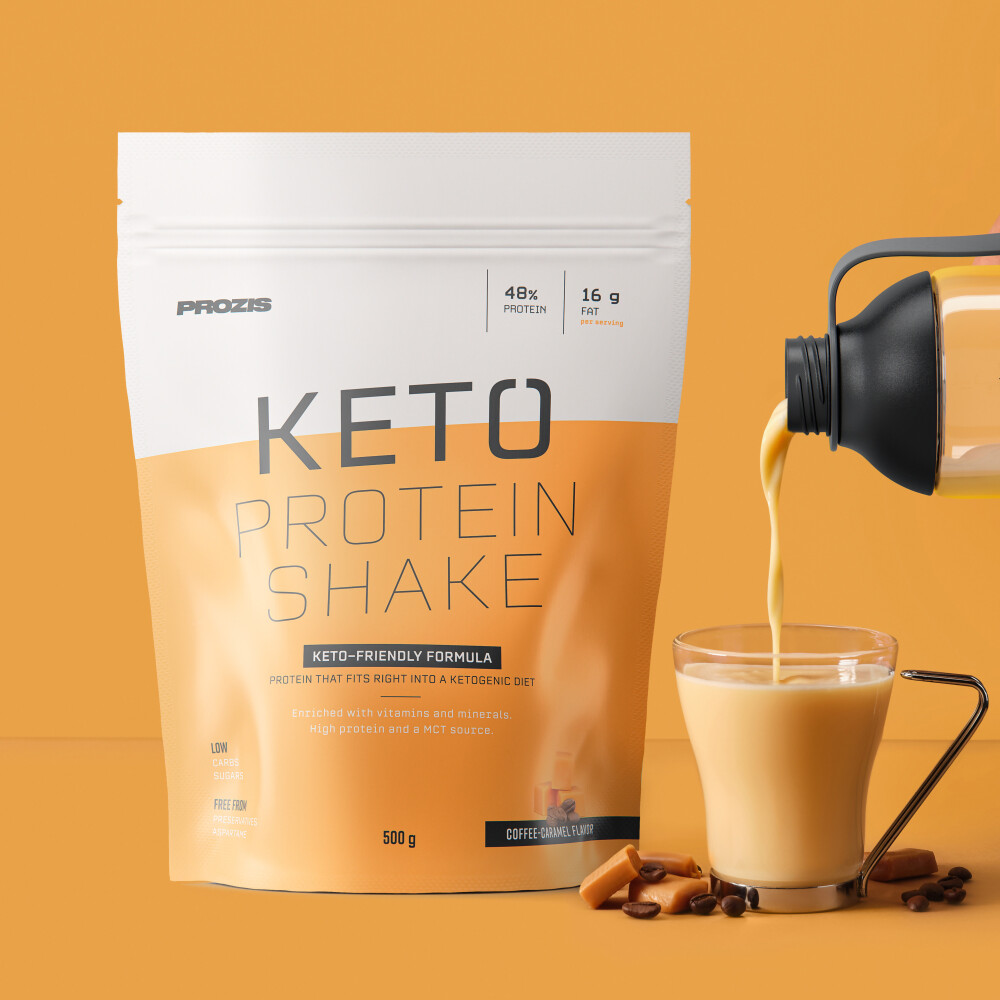 PROZIS
48% PROTEIN
16 g FAT
per serving
KETO
PROTEIN
SHAKE
KETO-FRIENDLY FORMULA
PROTEIN THAT FITS RIGHT INTO A KETOGENIC DIET
Enriched with vitamins and minerals.
High protein and a MCT source.
LOW
CARBS
SUGARS
FREE FROM
PRESERVATIVES
ASPARTAME
500 g
COFFEE-CARAMEL FLAVOR